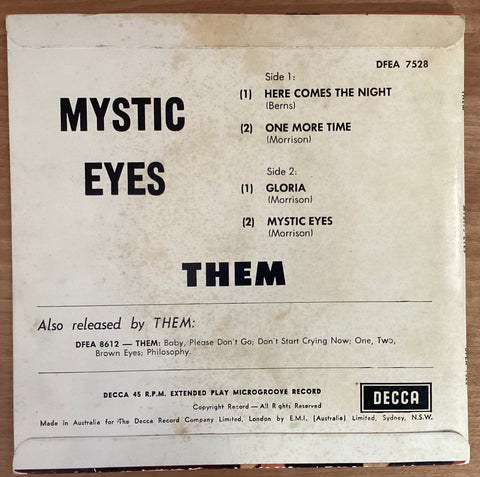 DFEA 7528
MYSTIC
EYES
Side 1:
(1) HERE COMES THE NIGHT
(Berns)
(2) ONE MORE TIME
(Morrison)
Side 2:
(1) GLORIA
(Morrison)
(2) MYSTIC EYES
(Morrison)
THEM
Also released by THEM:
DFEA 8612 — THEM: Baby, Please Don't Go; Don't Start Crying Now; One, Two,
Brown Eyes; Philosophy.
DECCA 45 R.P.M. EXTENDED PLAY MICROGROOVE RECORD
DECCA
Copyright Record — All Rights Reserved
Made in Australia for The Decca Record Company Limited, London by E.M.I. (Australia) Limited, Sydney, N.S.W.